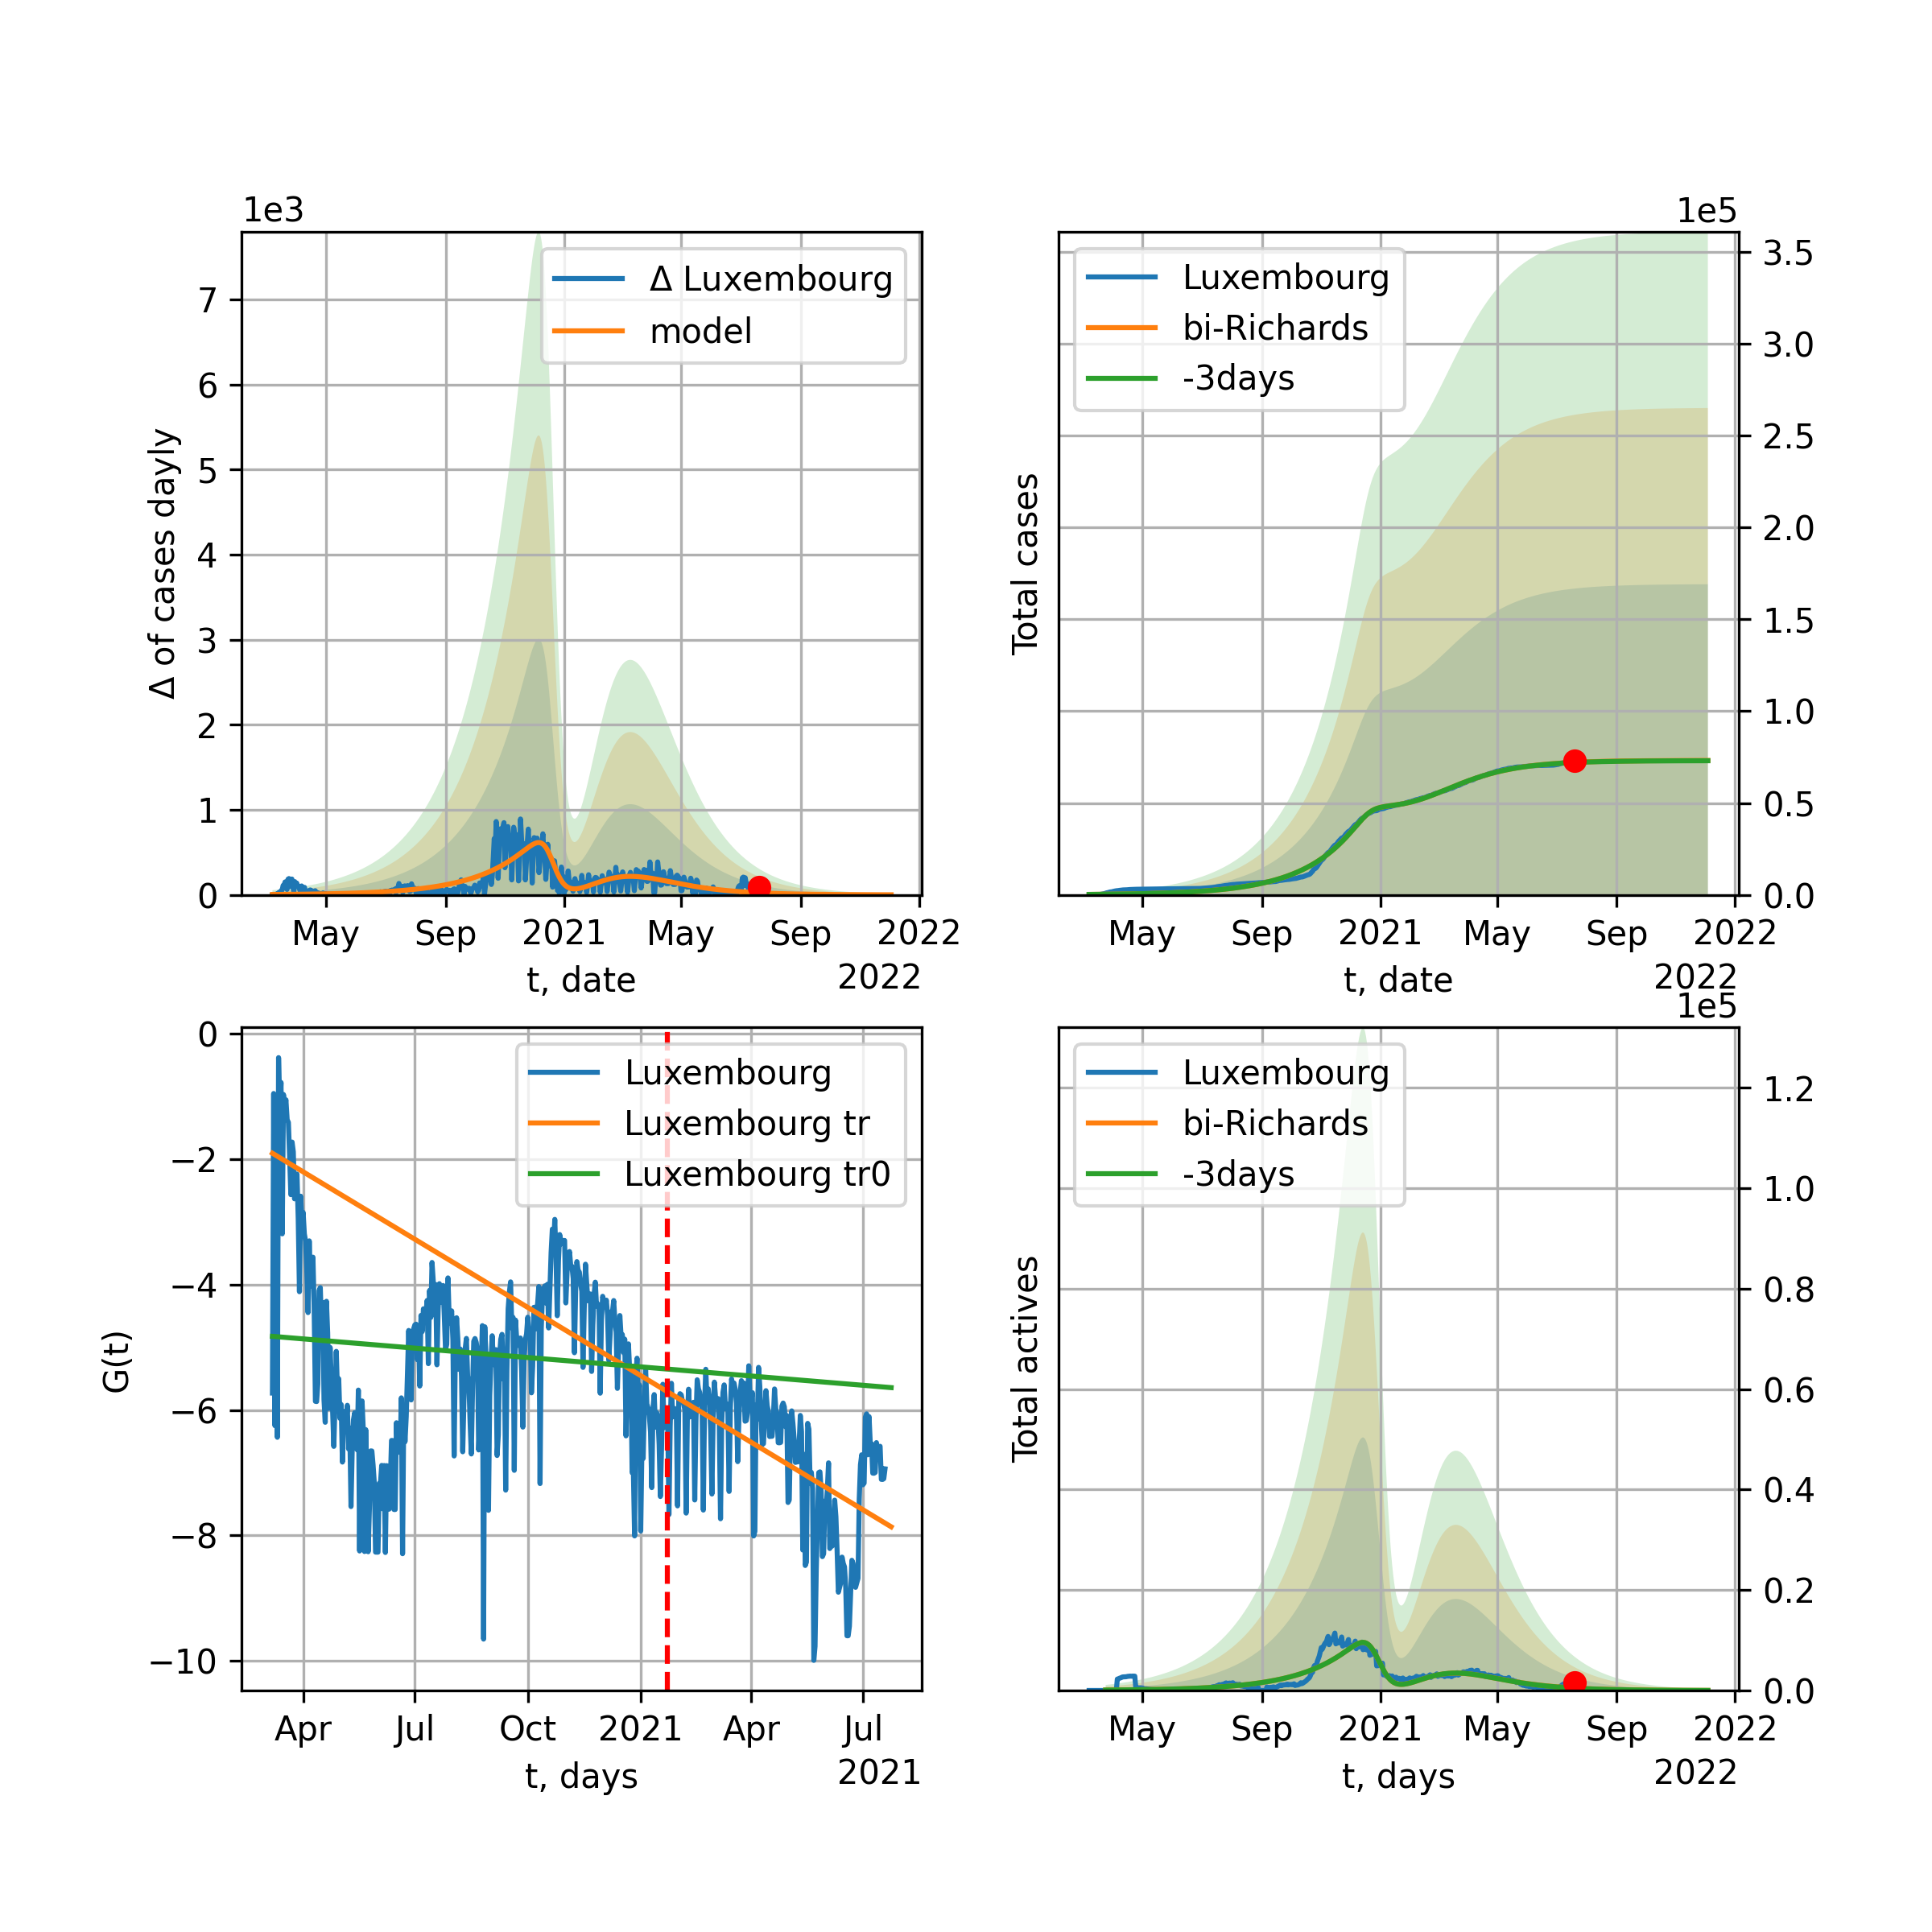 1e3
Δ of cases dayly
7
6
5
4
3
2
1
0
Δ Luxembourg
model
May
Sep
2021
May
Sep
2022
t, date
2022
1e5
Total cases
Luxembourg
bi-Richards
-3days
3.5
3.0
2.5
2.0
1.5
1.0
0.5
0.0
May
Sep
2021
May
Sep
2022
t, date
2022
G(t)
0
−2
−4
−6
−8
−10
Luxembourg
Luxembourg tr
Luxembourg tr0
Apr
Jul
Oct
2021
Apr
Jul
t, days
2021
1e5
Total actives
Luxembourg
bi-Richards
-3days
1.2
1.0
0.8
0.6
0.4
0.2
0.0
May
Sep
2021
May
Sep
2022
t, days
2022